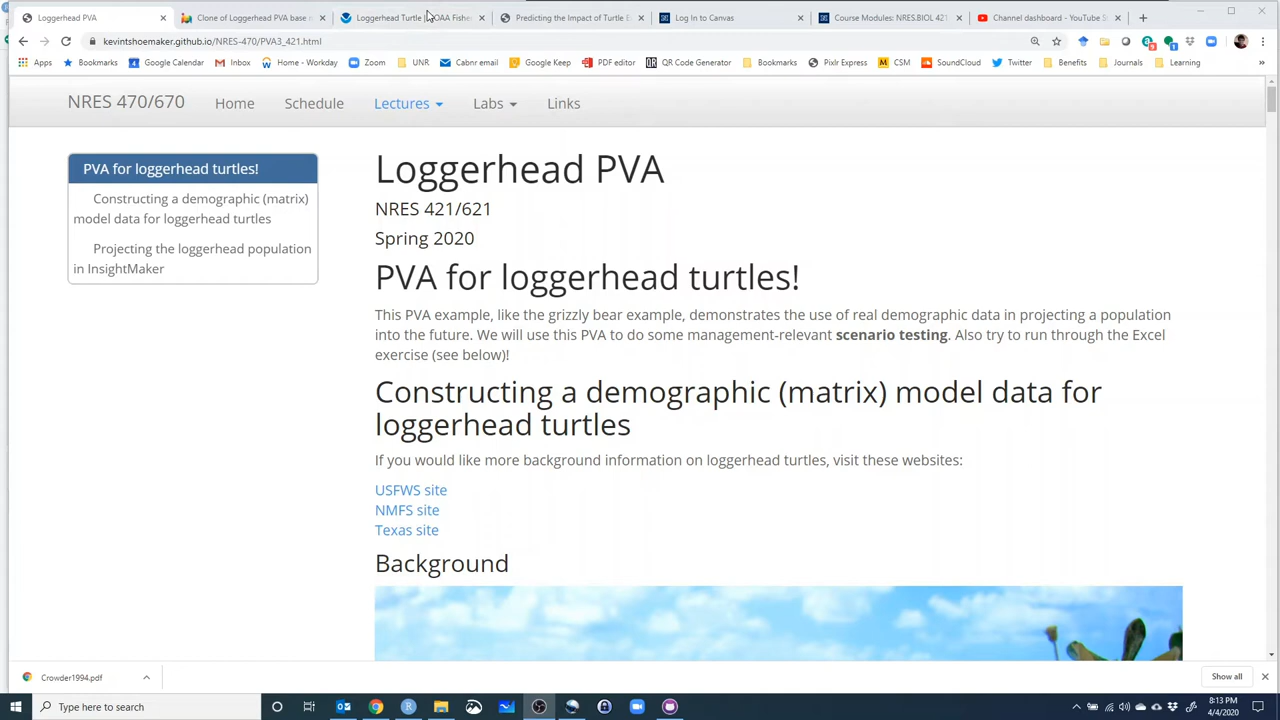 Loggerhead PVA
Clone of Loggerhead PVA base
Loggerhead Turtle | NOAA Fisher
Predicting the Impact of Turtle E
Log In to Canvas
Course Modules: NRES.BIOL 421
Channel dashboard - YouTube S
kevintshoemaker.github.io/NRES-470/PVA3_421.html
Apps
Bookmarks
Google Calendar
Inbox
Home - Workday
Zoom
UNR
Cabnr email
Google Keep
PDF editor
QR Code Generator
Bookmarks
Pixlr Express
CSM
SoundCloud
Twitter
Benefits
Journals
Learning
NRES 470/670
Home
Schedule
Lectures
Labs
Links
PVA for loggerhead turtles!
Constructing a demographic (matrix)
model data for loggerhead turtles
Projecting the loggerhead population
in InsightMaker
Loggerhead PVA
NRES 421/621
Spring 2020
PVA for loggerhead turtles!
This PVA example, like the grizzly bear example, demonstrates the use of real demographic data in projecting a population
into the future. We will use this PVA to do some management-relevant scenario testing. Also try to run through the Excel
exercise (see below)!
Constructing a demographic (matrix) model data for
loggerhead turtles
If you would like more background information on loggerhead turtles, visit these websites:
USFWS site
NMFS site
Texas site
Background
Crowder1994.pdf
Show all
Type here to search
8:13 PM
4/4/2020